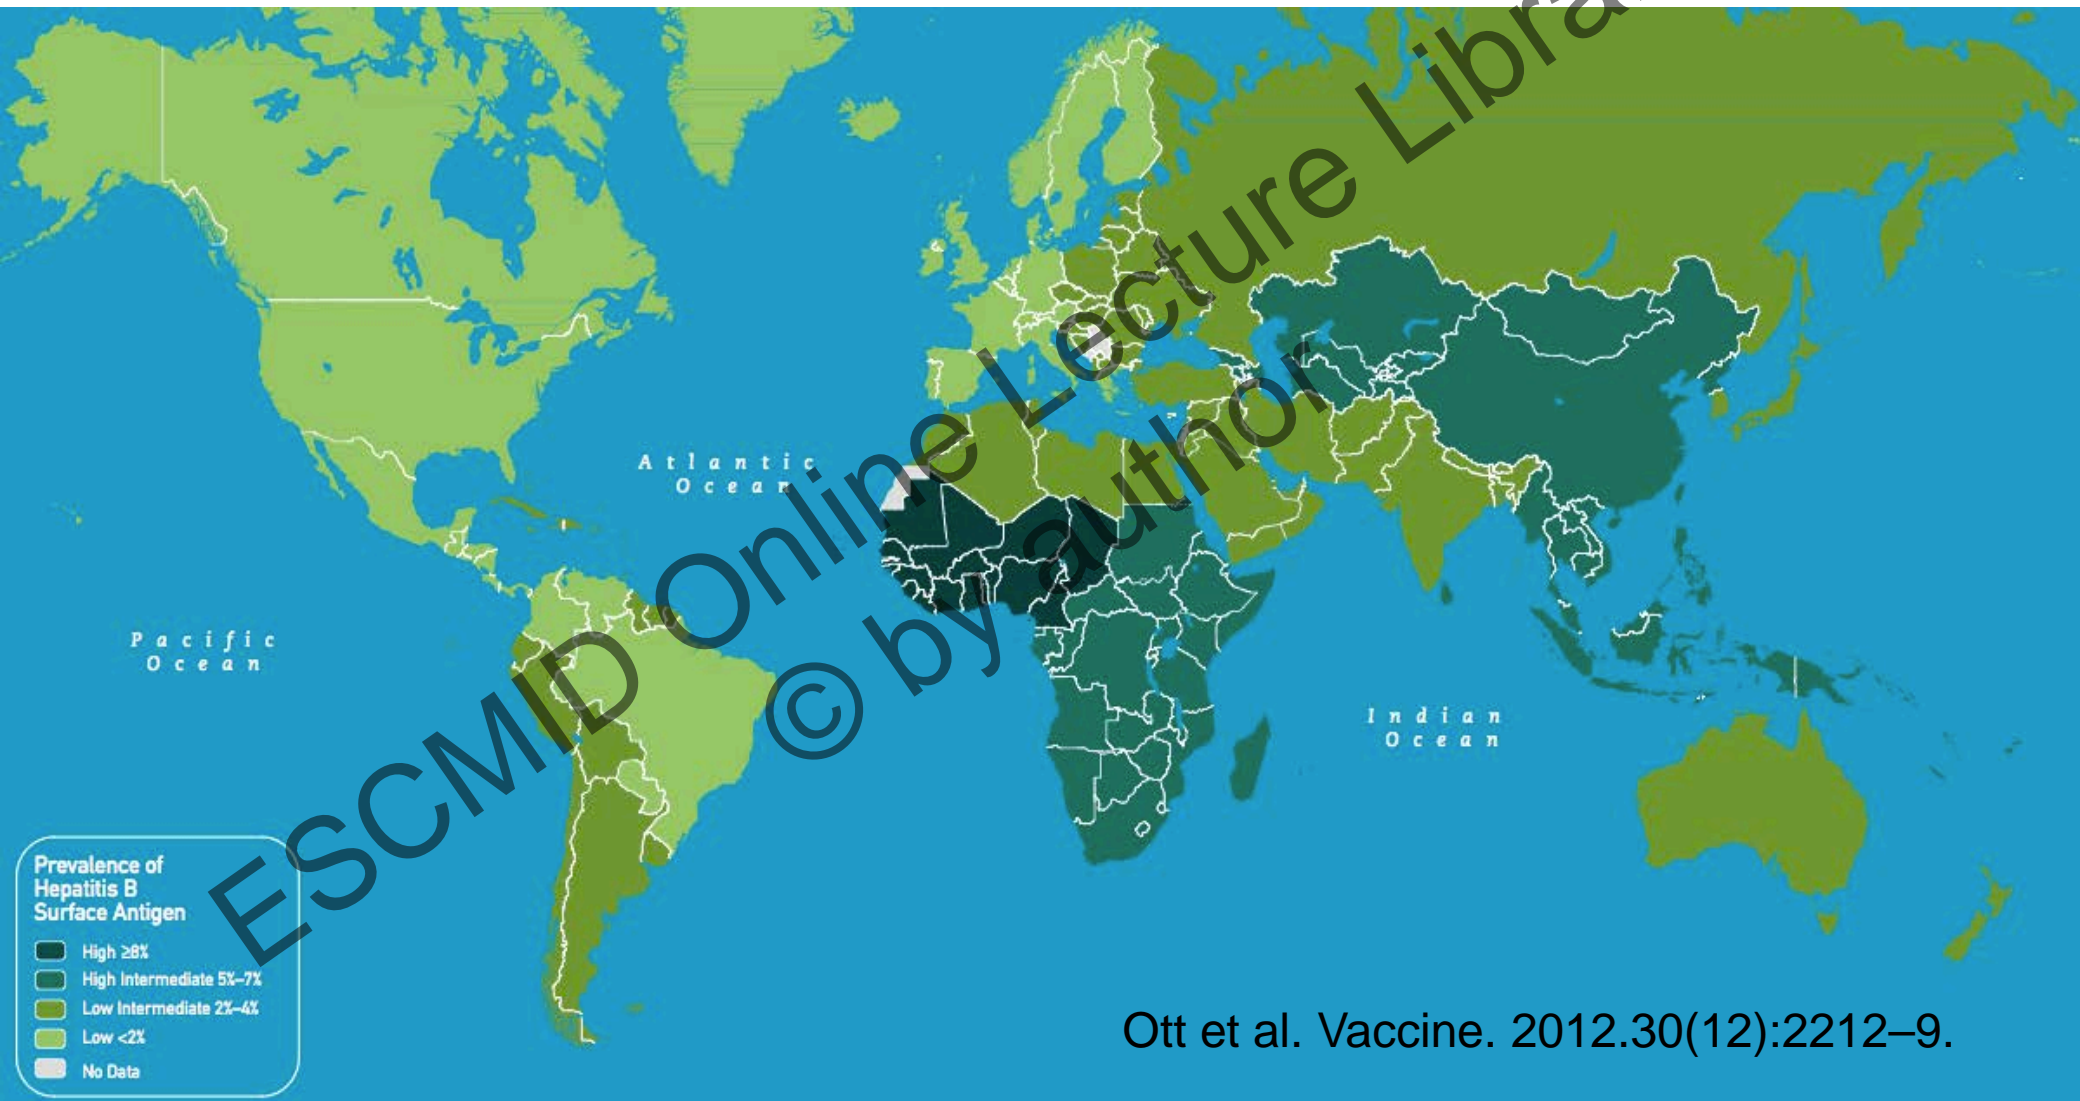 Atlantic
Ocean
Pacific
Ocean
Indian
Ocean
Prevalence of
Hepatitis B
Surface Antigen
High ≥8%
High Intermediate 5%–7%
Low Intermediate 2%–4%
Low <2%
No Data
Ott et al. Vaccine. 2012.30(12):2212–9.
ESCMID Online Lecture Libra
© by author